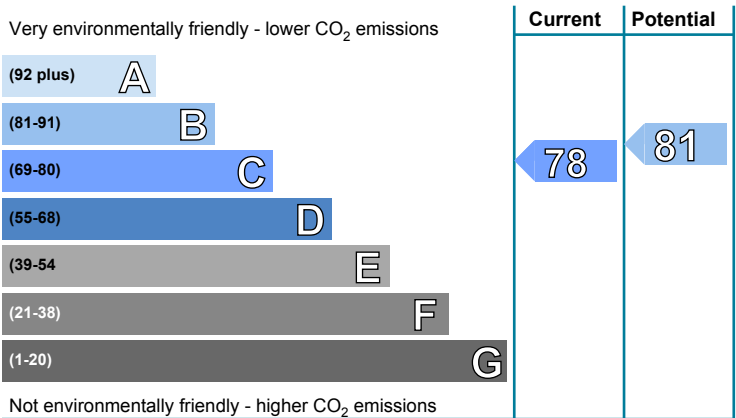 Very environmentally friendly - lower CO₂ emissions
Current
Potential
(92 plus) A
(81-91) B
(69-80) C
(55-68) D
(39-54 E
(21-38) F
(1-20) G
78
81
Not environmentally friendly - higher CO₂ emissions